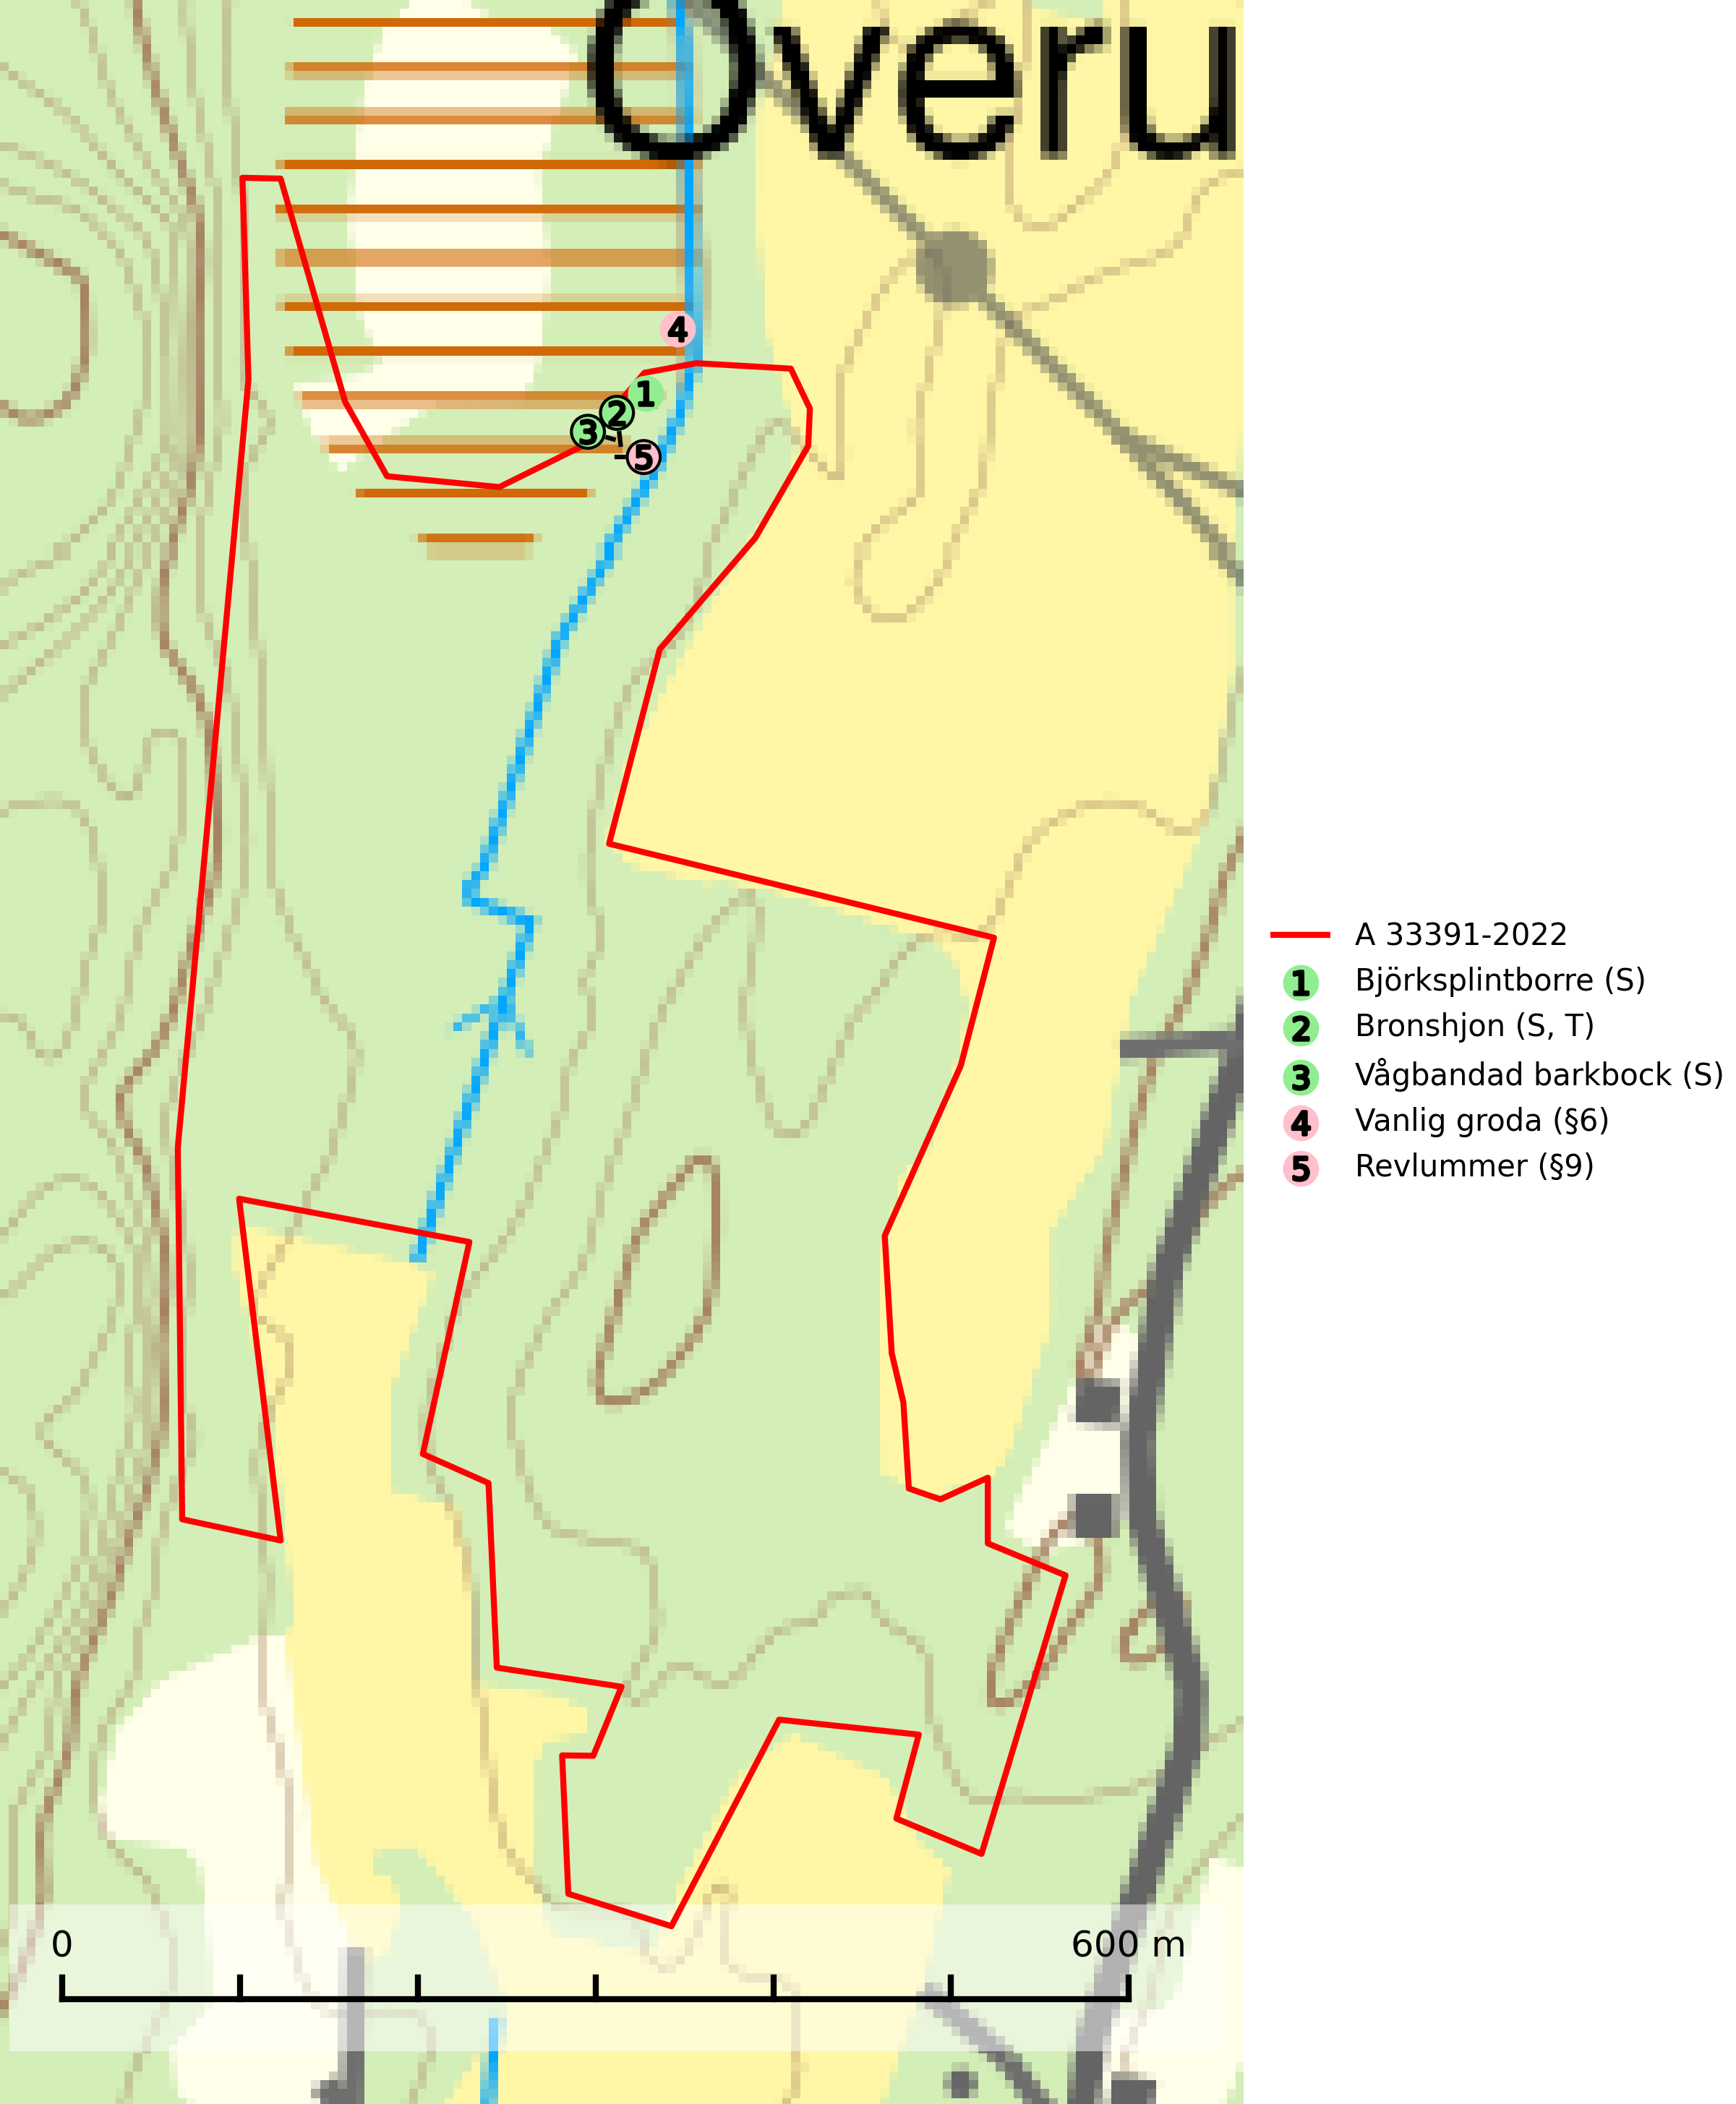 Överu
4
1
2
3
5
A 33391-2022
1 Björksplintborre (S)
2 Bronshjon (S, T)
3 Vågbandad barkbock (S)
4 Vanlig groda (§6)
5 Revlummer (§9)
0 600 m